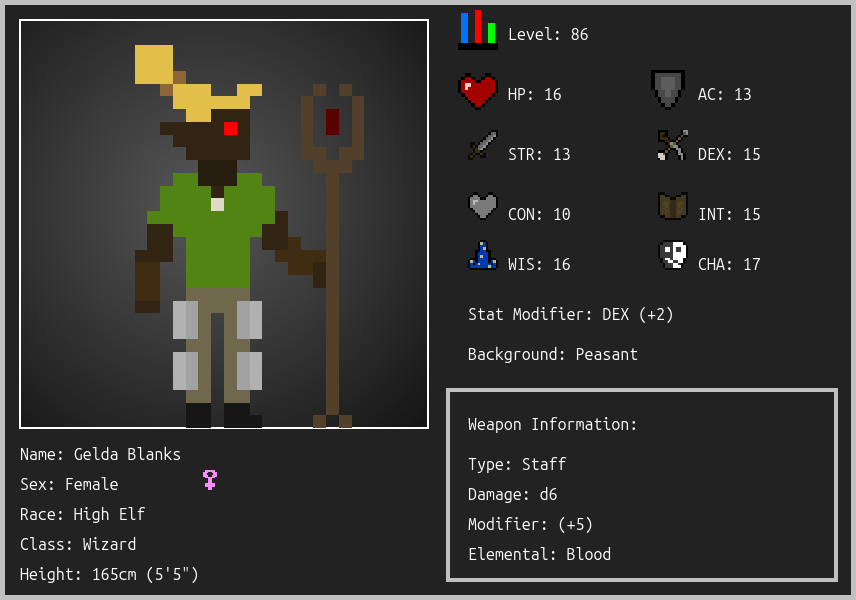 Level: 86
HP: 16
AC: 13
STR: 13
DEX: 15
CON: 10
INT: 15
WIS: 16
CHA: 17
Stat Modifier: DEX (+2)
Background: Peasant
Weapon Information:
Type: Staff
Damage: d6
Modifier: (+5)
Elemental: Blood
Name: Gelda Blanks
Sex: Female
Race: High Elf
Class: Wizard
Height: 165cm (5'5")